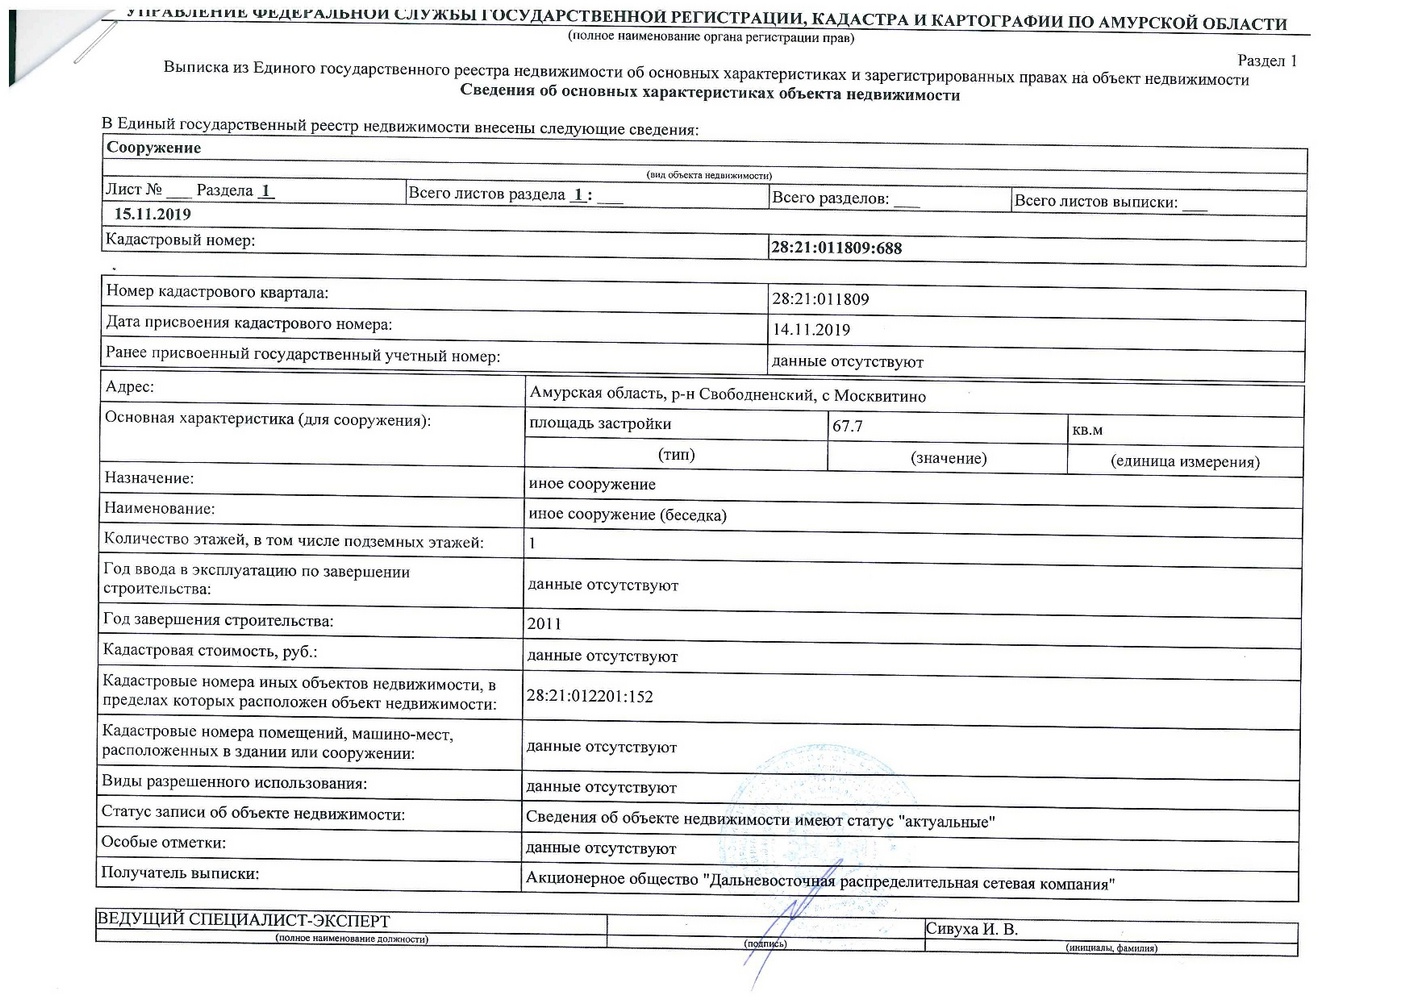 УПРАВЛЕНИЕ ФЕДЕРАЛЬНОЙ СЛУЖБЫ ГОСУДАРСТВЕННОЙ РЕГИСТРАЦИИ, КАДАСТРА И КАРТОГРАФИИ ПО АМУРСКОЙ ОБЛАСТИ
(полное наименование органа регистрации прав)
Раздел 1
Выписка из Единого государственного реестра недвижимости об основных характеристиках и зарегистрированных правах на объект недвижимости
Сведения об основных характеристиках объекта недвижимости
В Единый государственный реестр недвижимости внесены следующие сведения:
Сооружение
(вид объекта недвижимости)
Лист № ___ Раздела 1 Всего листов раздела 1 : ___ Всего разделов: ___ Всего листов выписки: ___
15.11.2019
Кадастровый номер: 28:21:011809:688
Номер кадастрового квартала: 28:21:011809
Дата присвоения кадастрового номера: 14.11.2019
Ранее присвоенный государственный учетный номер: данные отсутствуют
Адрес: Амурская область, р-н Свободненский, с Москвитино
Основная характеристика (для сооружения): площадь застройки 67.7 кв.м
(тип) (значение) (единица измерения)
Назначение: иное сооружение
Наименование: иное сооружение (беседка)
Количество этажей, в том числе подземных этажей: 1
Год ввода в эксплуатацию по завершении
строительства: данные отсутствуют
Год завершения строительства: 2011
Кадастровая стоимость, руб.: данные отсутствуют
Кадастровые номера иных объектов недвижимости, в
пределах которых расположен объект недвижимости: 28:21:012201:152
Кадастровые номера помещений, машино-мест,
расположенных в здании или сооружении: данные отсутствуют
Виды разрешенного использования: данные отсутствуют
Статус записи об объекте недвижимости: Сведения об объекте недвижимости имеют статус "актуальные"
Особые отметки: данные отсутствуют
Получатель выписки: Акционерное общество "Дальневосточная распределительная сетевая компания"
ВЕДУЩИЙ СПЕЦИАЛИСТ-ЭКСПЕРТ Сивуха И. В.
(полное наименование должности) (подпись) (инициалы, фамилия)